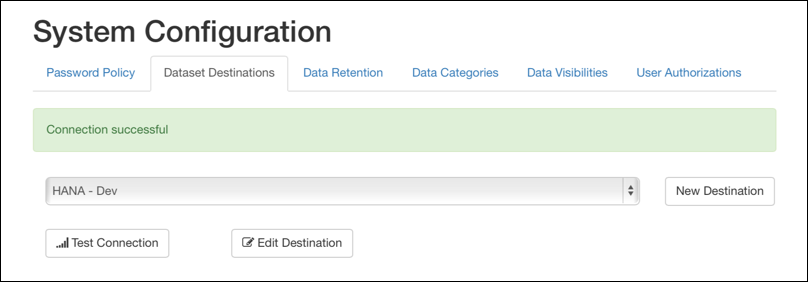 System Configuration
Password Policy Dataset Destinations Data Retention Data Categories Data Visibilities User Authorizations
Connection successful
HANA - Dev New Destination
Test Connection Edit Destination